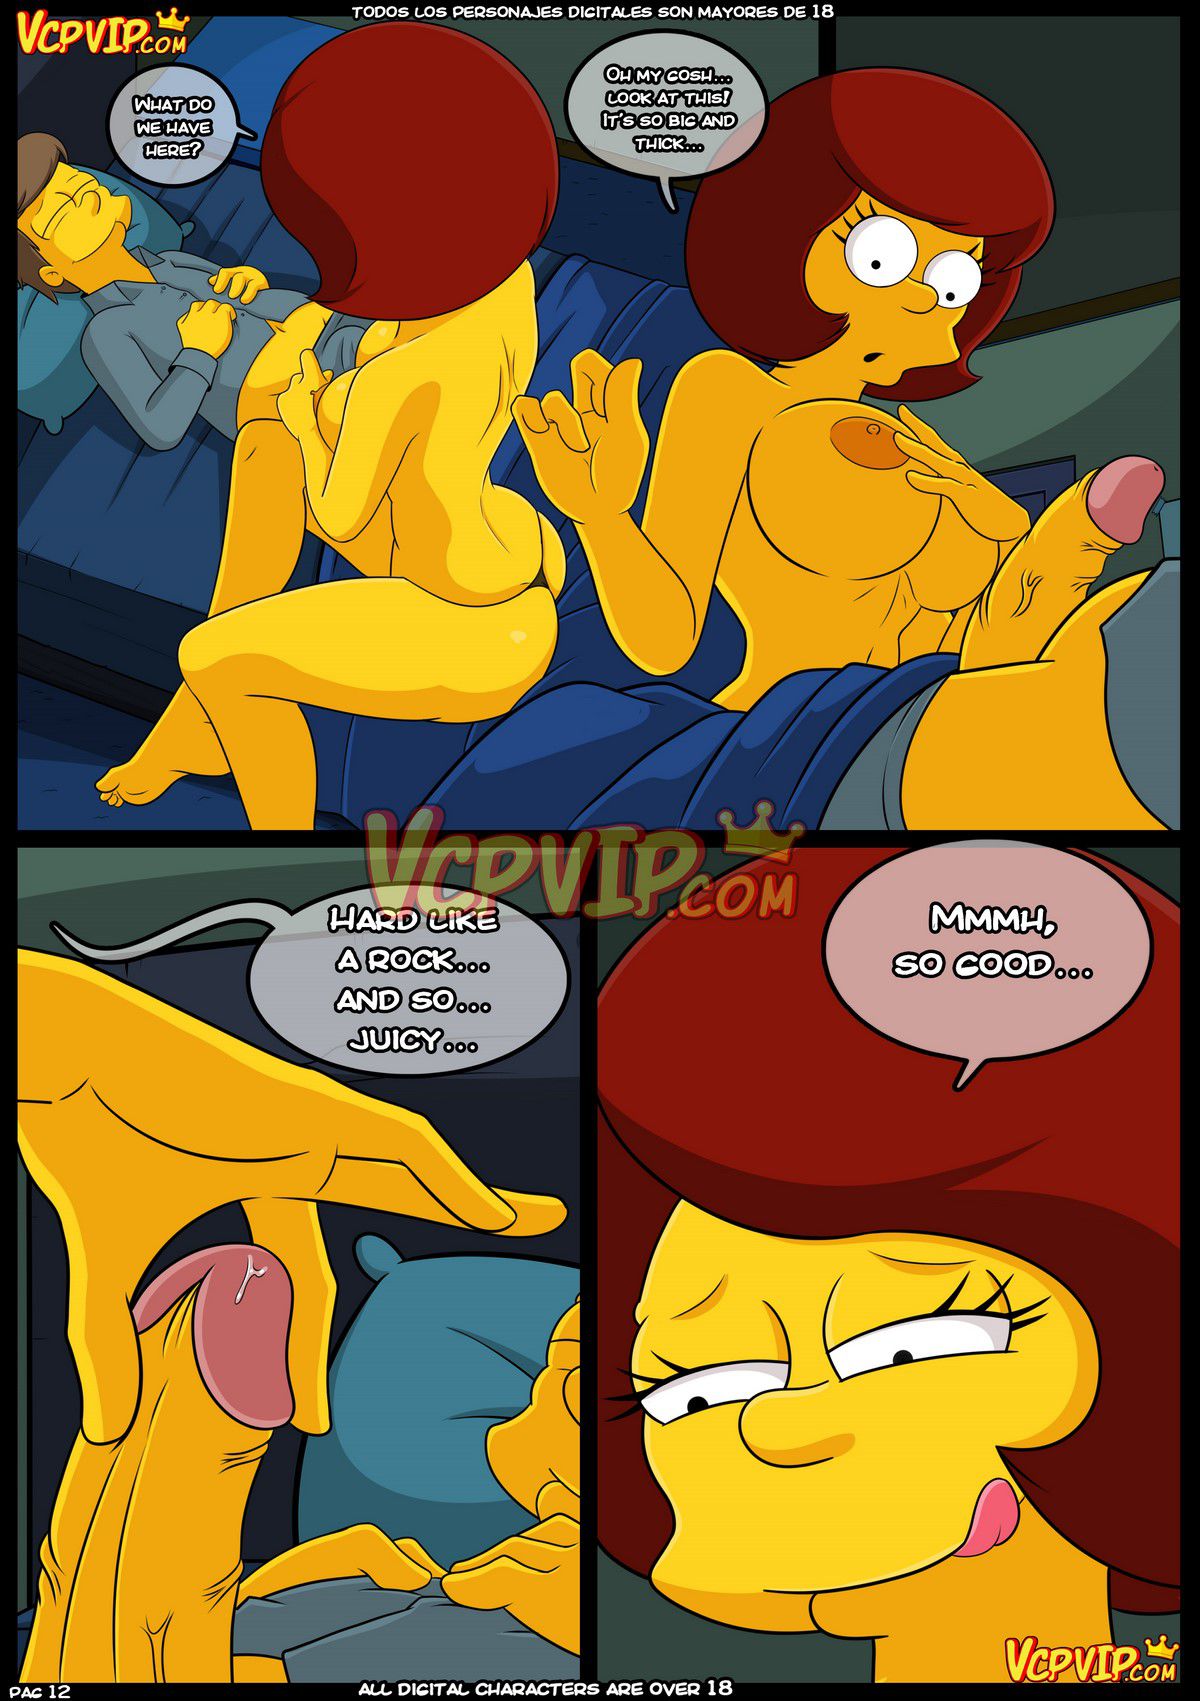 TODOS LOS PERSONAJES DIGITALES SON MAYORES DE 18
VCPVIP.COM
WHAT DO
WE HAVE
HERE?
OH MY GOSH...
LOOK AT THIS!
IT'S SO BIG AND
THICK...
VCPVIP.COM
HARD LIKE
A ROCK...
AND SO...
JUICY...
MMMH,
SO GOOD...
VCPVIP.COM
PAG 12
ALL DIGITAL CHARACTERS ARE OVER 18